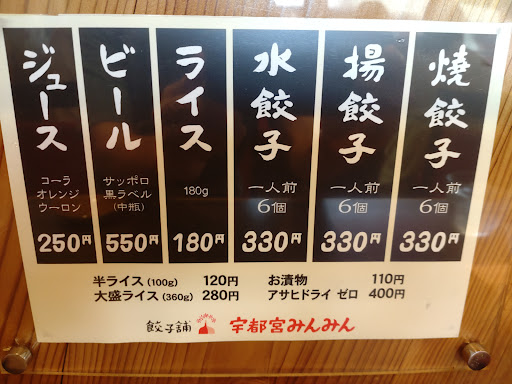 焼餃子
一人前
6個
330円
揚餃子
一人前
6個
330円
水餃子
一人前
6個
330円
ライス
180g
180円
ビール
サッポロ
黒ラベル
(中瓶)
550円
ジュース
コーラ
オレンジ
ウーロン
250円
半ライス(100g) 120円
大盛ライス(360g) 280円
お漬物 110円
アサヒドライ ゼロ 400円
餃子舗 宇都宮みんみん